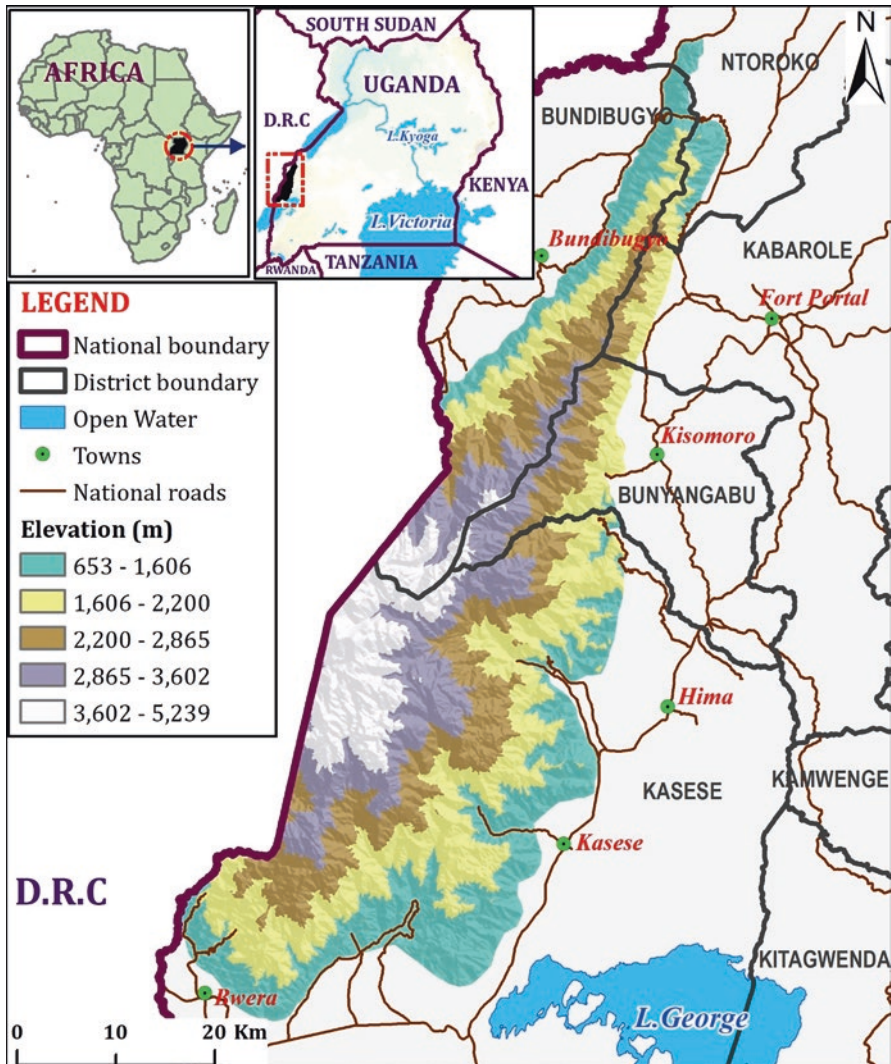 AFRICA
SOUTH SUDAN
UGANDA
D.R.C
L.Kyoga
KENYA
L.Victoria
RWANDA
TANZANIA
N
NTOROKO
BUNDIBUGYO
Bundibugyo
KABAROLE
Fort Portal
LEGEND
National boundary
District boundary
Open Water
Towns
National roads
Elevation (m)
653 - 1,606
1,606 - 2,200
2,200 - 2,865
2,865 - 3,602
3,602 - 5,239
Kisomoro
BUNYANGABU
Hima
KASESE
KAMWENGE
Kasese
D.R.C
KITAGWENDA
Bwera
L.George
0 10 20 Km